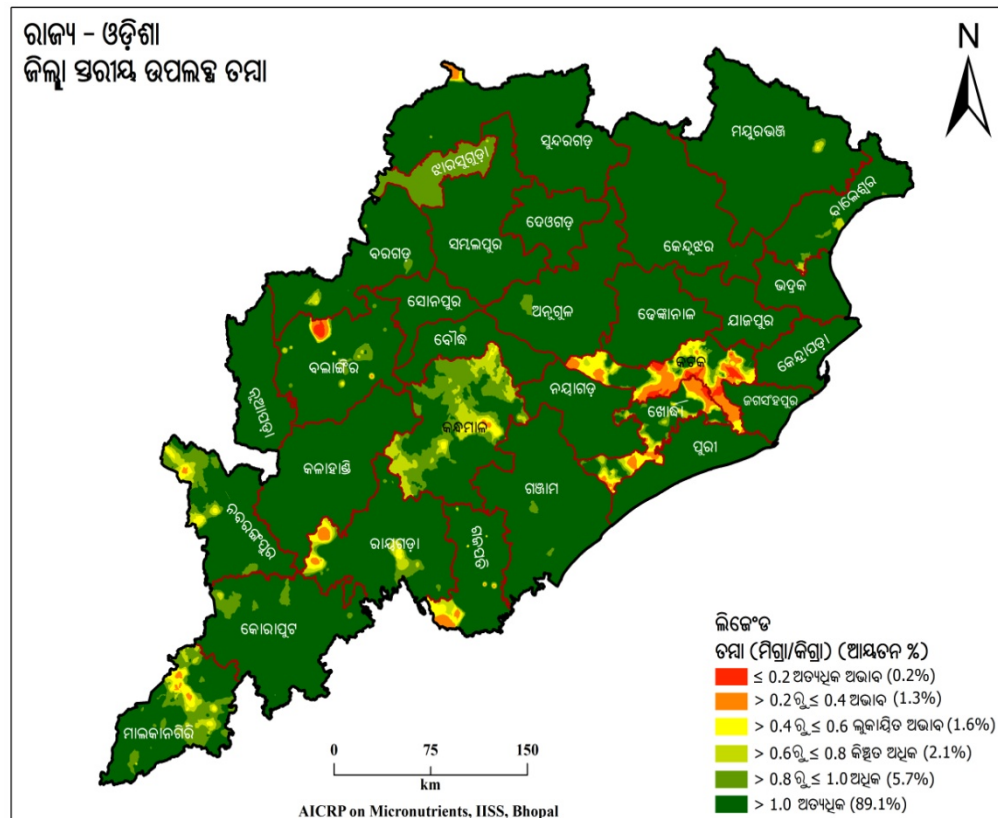 ରାଜ୍ୟ – ଓଡ଼ିଶା
ଜିଲ୍ଲା ସ୍ତରୀୟ ଉପଲବ୍ଧ ତମ୍ବା
N
ମୟୂରଭଞ୍ଜ
ସୁନ୍ଦରଗଡ଼
ଝାରସୁଗୁଡ଼ା
ବାଲେଶ୍ୱର
ଦେଓଗଡ଼
ସମ୍ବଲପୁର
କେନ୍ଦୁଝର
ବରଗଡ଼
ଭଦ୍ରକ
ସୋନପୁର
ଅନୁଗୁଳ
ଢେଙ୍କାନାଳ
ଯାଜପୁର
ବୌଦ୍ଧ
କେନ୍ଦ୍ରାପଡ଼ା
ବଲାଙ୍ଗିର
କଟକ
ନୟାଗଡ଼
ନୂଆପଡ଼ା
ଖୋର୍ଦ୍ଧା
ଜଗସିଂହପୁର
କନ୍ଧମାଳ
ପୁରୀ
କଳାହାଣ୍ଡି
ଗଞ୍ଜାମ
ନବରଙ୍ଗପୁର
ରାୟଗଡ଼ା
ଗଜପତି
କୋରାପୁଟ
ମାଲକାନଗିରି
ଲିଜେଂଡ
ତମ୍ବା (ମିଗ୍ରା/କିଗ୍ରା) (ଆୟତନ %)
≤ 0.2 ଅତ୍ୟଧିକ ଅଭାବ (0.2%)
> 0.2 ରୁ ≤ 0.4 ଅଭାବ (1.3%)
> 0.4 ରୁ ≤ 0.6 ଲୁକାୟିତ ଅଭାବ (1.6%)
> 0.6 ରୁ ≤ 0.8 କିଞ୍ଚିତ ଅଧିକ (2.1%)
> 0.8 ରୁ ≤ 1.0 ଅଧିକ (5.7%)
> 1.0 ଅତ୍ୟଧିକ (89.1%)
0 75 150
km
AICRP on Micronutrients, IISS, Bhopal